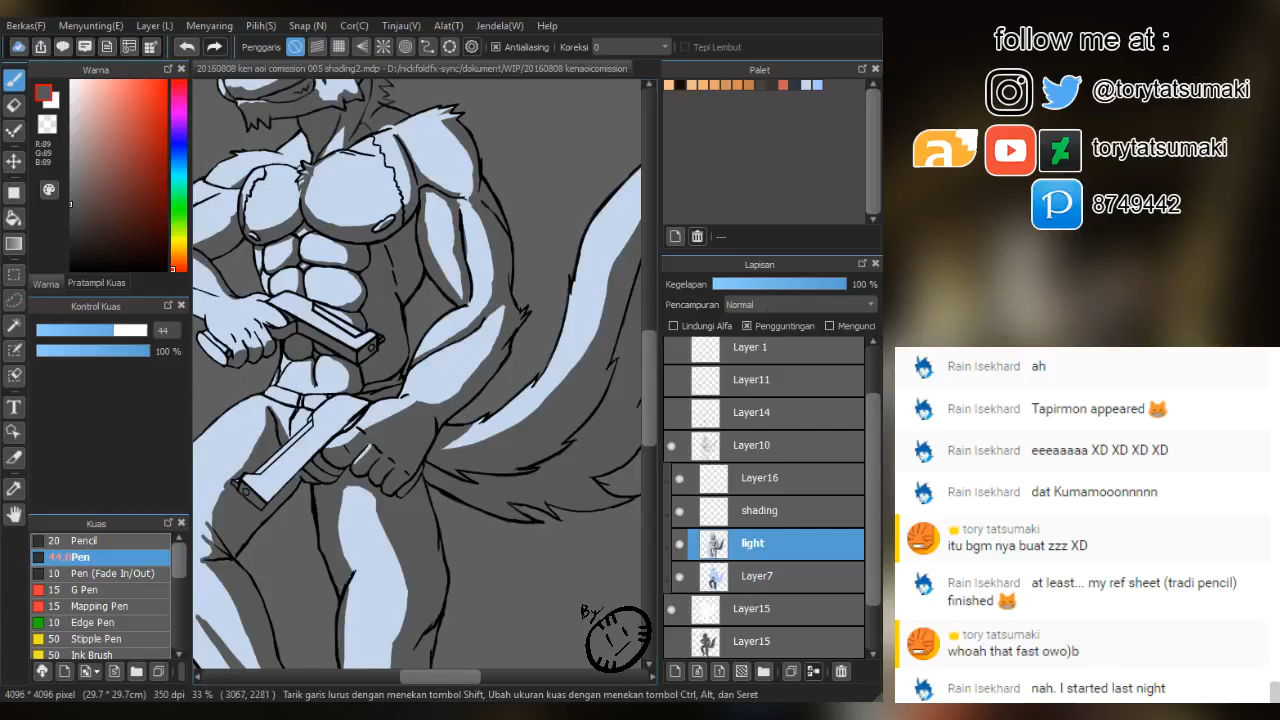 Berkas(F) Menyunting(E) Layer (L) Menyaring Pilih(S) Snap (N) Cor(C) Tinjau(V) Alat(T) Jendela(W) Help
Penggaris Antialiasing Koreksi 0 Tepi Lembut
Warna
R:89
G:89
B:89
Warna Pratampil Kuas
Kontrol Kuas
44
100 %
Kuas
20 Pencil
44.0 Pen
10 Pen (Fade In/Out)
15 G Pen
15 Mapping Pen
10 Edge Pen
50 Stipple Pen
50 Ink Brush
20160808 ken aoi comission 005 shading2.mdp - D:/nickfoldfx-sync/dokument/WIP/20160808 kenaoicomission
By
Palet
---
Lapisan
Kegelapan 100 %
Pencampuran Normal
Lindungi Alfa Pengguntingan Mengunci
Layer 1
Layer11
Layer14
Layer10
Layer16
shading
light
Layer7
Layer15
Layer15
4096 * 4096 pixel (29.7 * 29.7cm) 350 dpi 33 % ( 3067, 2281 ) Tarik garis lurus dengan menekan tombol Shift, Ubah ukuran kuas dengan menekan tombol Ctrl, Alt, dan Seret
follow me at :
@torytatsumaki
torytatsumaki
8749442
Rain Isekhard ah
Rain Isekhard Tapirmon appeared
Rain Isekhard eeeaaaaa XD XD XD XD
Rain Isekhard dat Kumamooonnnnn
tory tatsumaki
itu bgm nya buat zzz XD
Rain Isekhard at least... my ref sheet (tradi pencil)
finished
tory tatsumaki
whoah that fast owo)b
Rain Isekhard nah. I started last night